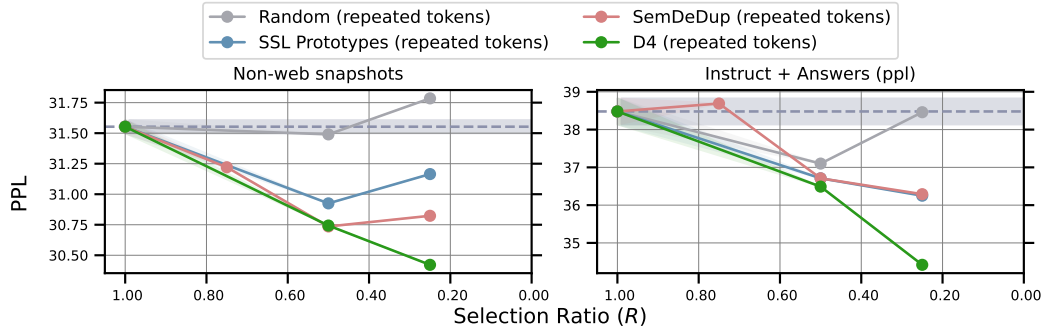 Random (repeated tokens)
SSL Prototypes (repeated tokens)
SemDeDup (repeated tokens)
D4 (repeated tokens)
Non-web snapshots
Instruct + Answers (ppl)
PPL
31.75
31.50
31.25
31.00
30.75
30.50
1.00 0.80 0.60 0.40 0.20 0.00
39
38
37
36
35
1.00 0.80 0.60 0.40 0.20 0.00
Selection Ratio (R)